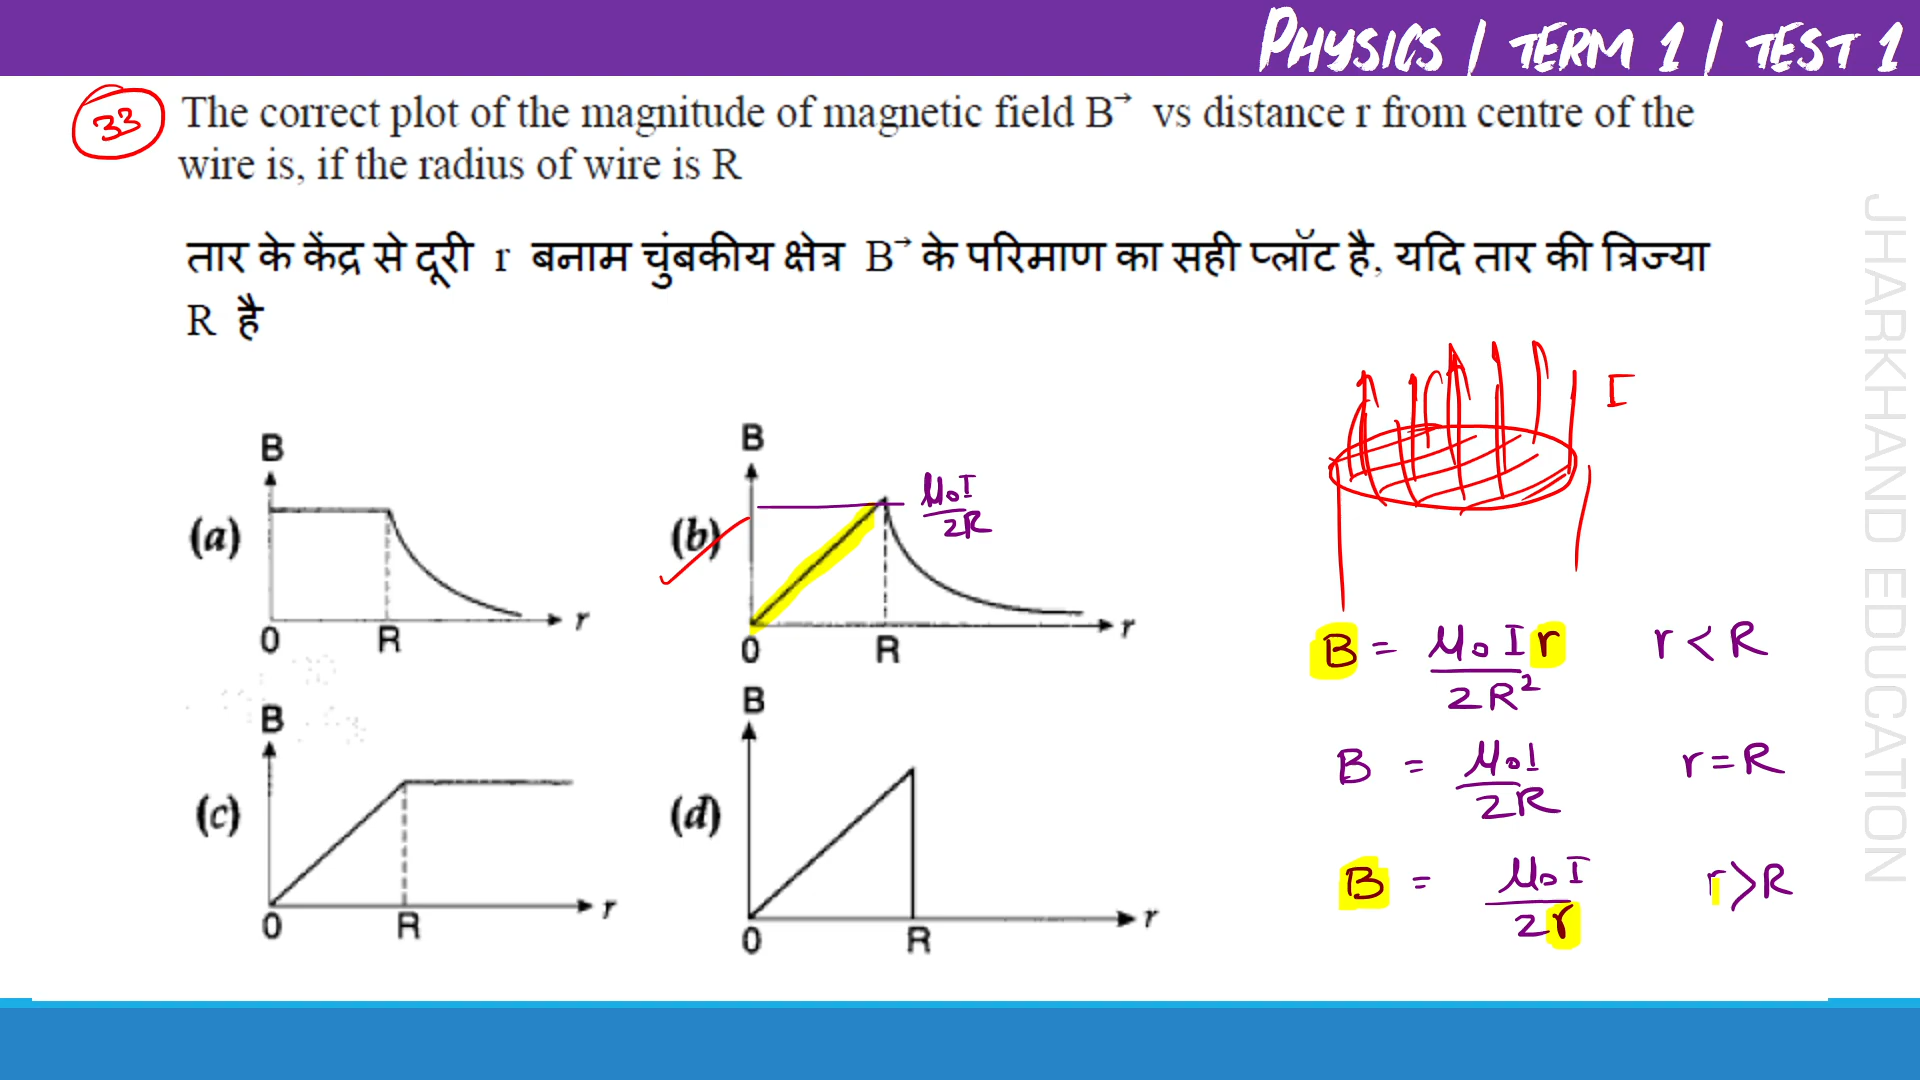 PHYSICS / TERM 1 / TEST 1
33 The correct plot of the magnitude of magnetic field B→ vs distance r from centre of the
wire is, if the radius of wire is R
तार के केंद्र से दूरी r बनाम चुंबकीय क्षेत्र B→ के परिमाण का सही प्लॉट है, यदि तार की त्रिज्या
R है
I
(a)
B
0
R
r
(b)
B
μ₀I
2R
0
R
r
(c)
B
0
R
r
(d)
B
0
R
r
B = μ₀ I r r < R
2R²
B = μ₀I r = R
2R
B = μ₀I r > R
2r
JHARKHAND EDUCATION